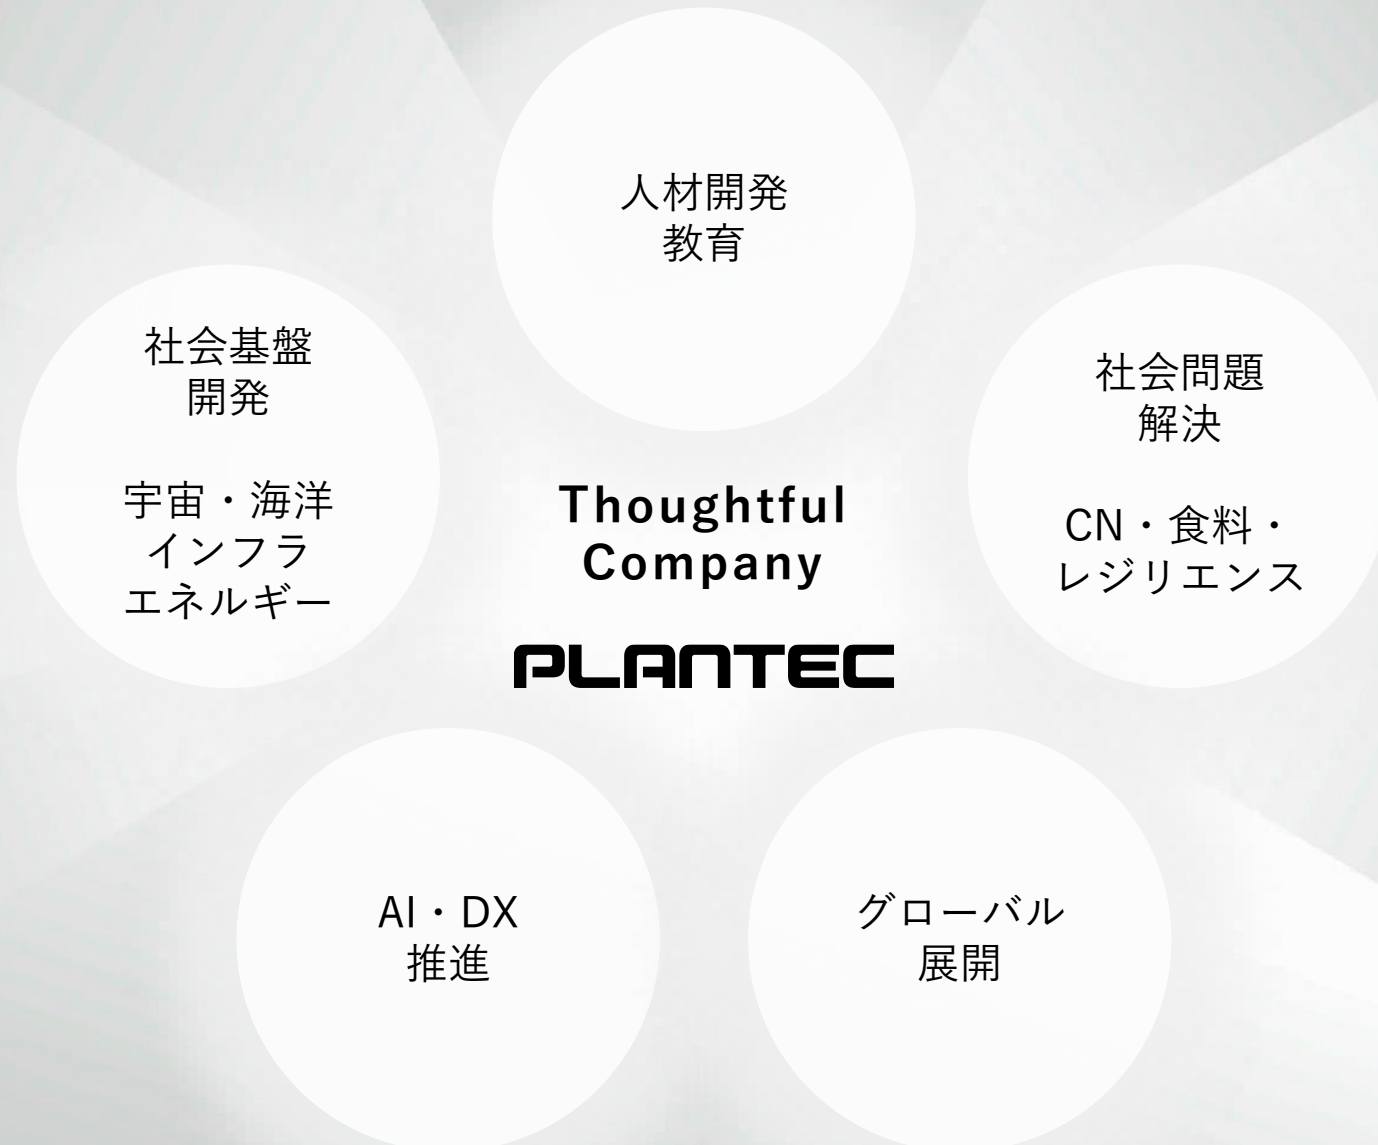 人材開発
教育
社会基盤
開発
宇宙・海洋
インフラ
エネルギー
社会問題
解決
CN・食料・
レジリエンス
Thoughtful
Company
PLANTEC
AI・DX
推進
グローバル
展開